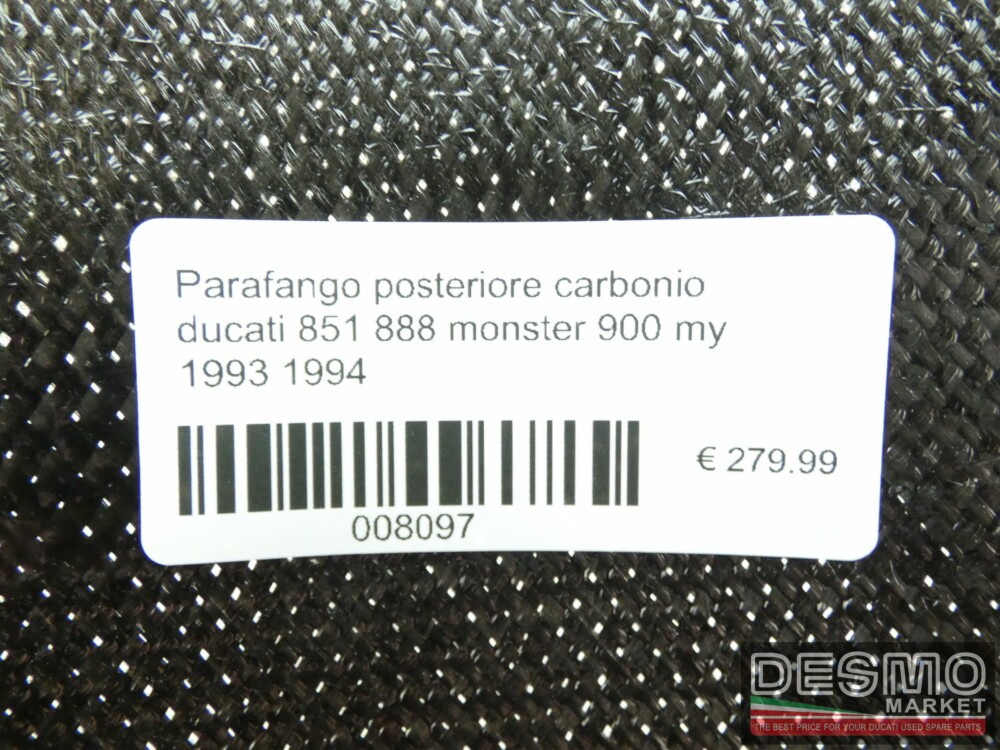 Parafango posteriore carbonio
ducati 851 888 monster 900 my
1993 1994
€ 279.99
008097
DESMO
MARKET
THE BEST PRICE FOR YOUR DUCATI USED SPARE PARTS